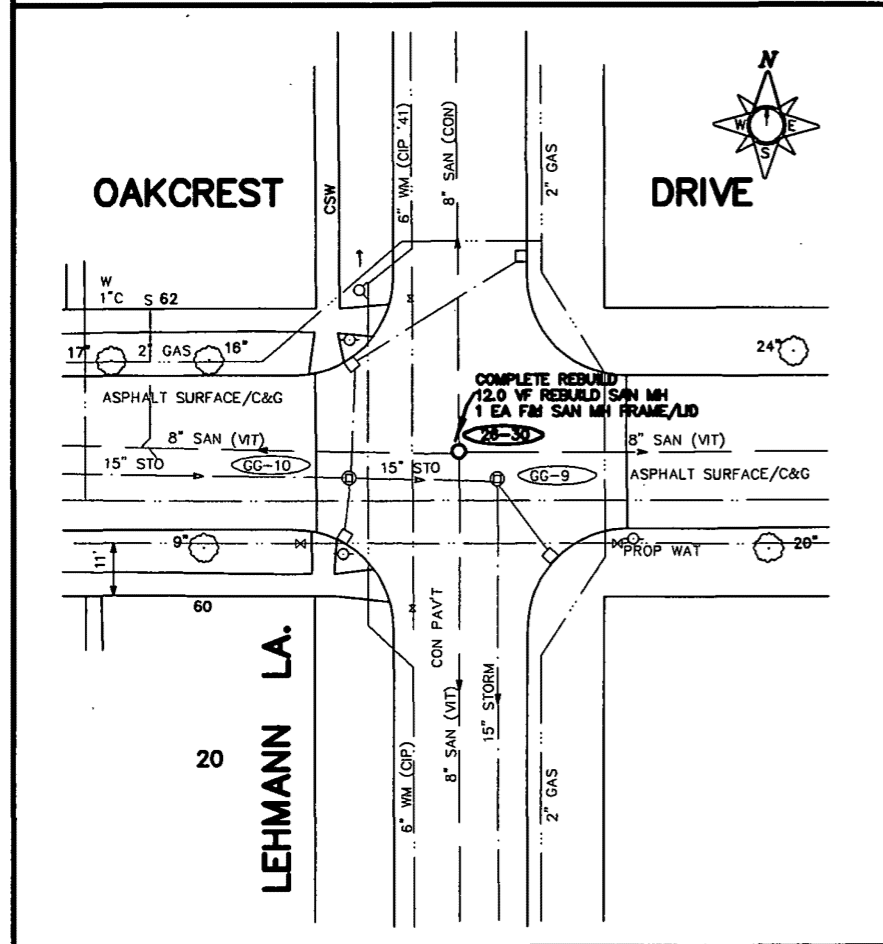 N
W E
S
OAKCREST
DRIVE
CSW
6" WM (CIP '41)
8" SAN (CON)
2" GAS
W
1"C
S 62
17"
2" GAS
16"
24"
ASPHALT SURFACE/C&G
COMPLETE REBUILD
12.0 VF REBUILD SAN MH
1 EA F&I SAN MH FRAME/LID
26-30
8" SAN (VIT)
8" SAN (VIT)
15" STO
GG-10
15" STO
GG-9
ASPHALT SURFACE/C&G
9"
PROP WAT
20"
11'
60
CON PAV'T
LEHMANN LA.
20
6" WM (CIP)
8" SAN (VIT)
15" STORM
2" GAS